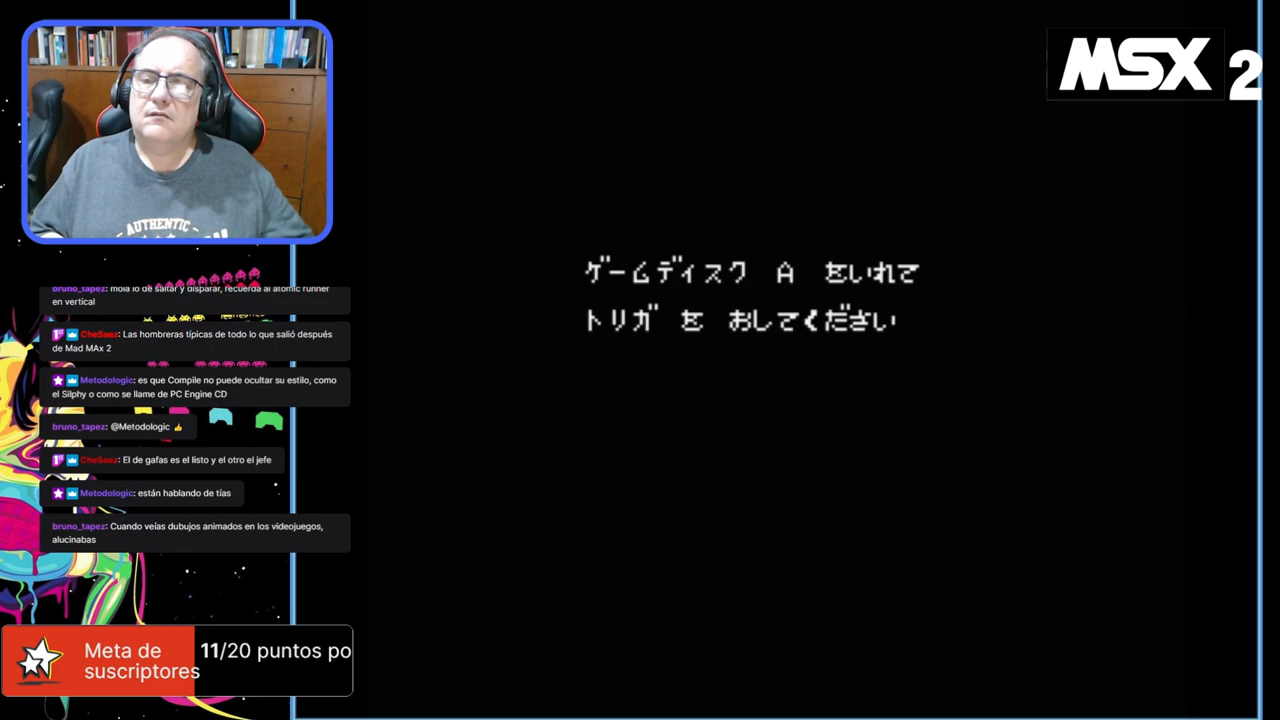 MSX 2
AUTHENTIC
ゲームディスク A をいれて
トリガ を おしてください
bruno_tapez: mola lo de saltar y disparar, recuerda al atomic runner
en vertical
CheSaez: Las hombreras típicas de todo lo que salió después
de Mad MAx 2
Metodologic: es que Compile no puede ocultar su estilo, como
el Silphy o como se llame de PC Engine CD
bruno_tapez: @Metodologic 👍
CheSaez: El de gafas es el listo y el otro el jefe
Metodologic: están hablando de tías
bruno_tapez: Cuando veías dubujos animados en los videojuegos,
alucinabas
Meta de
suscriptores
11/20 puntos po